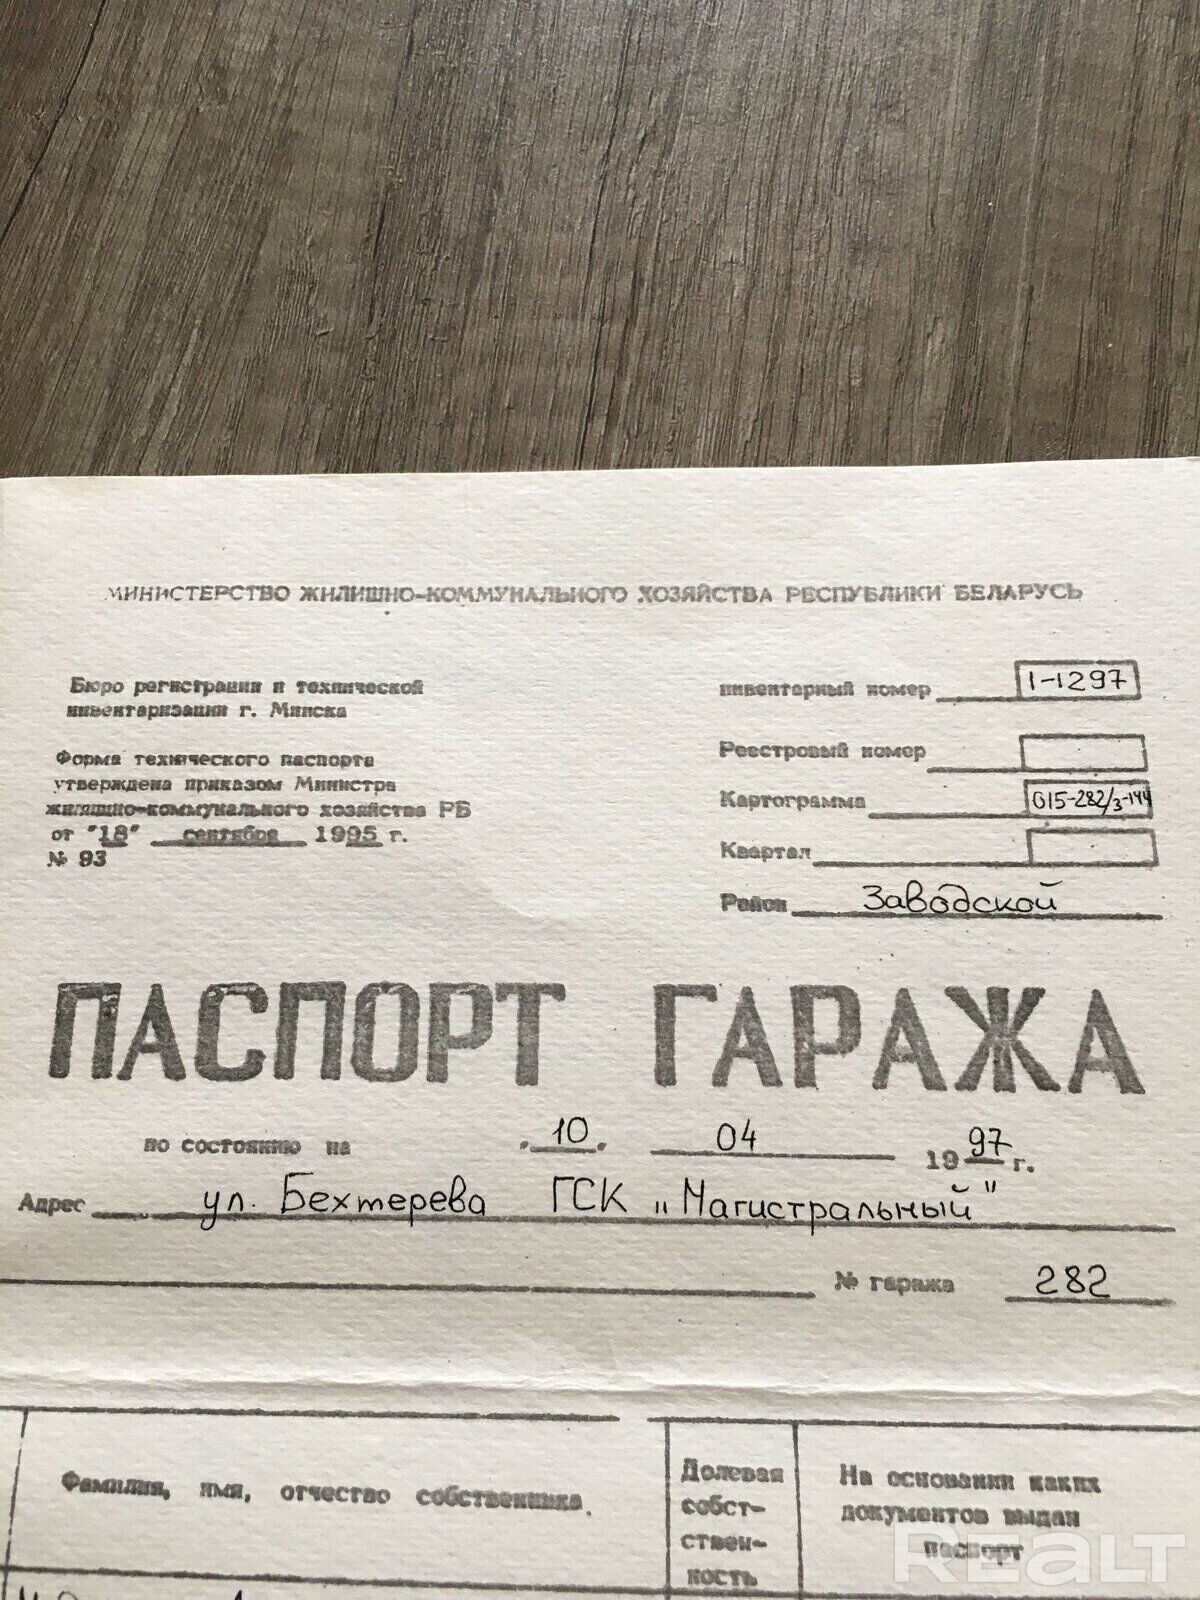 МИНИСТЕРСТВО ЖИЛИЩНО-КОММУНАЛЬНОГО ХОЗЯЙСТВА РЕСПУБЛИКИ БЕЛАРУСЬ
Бюро регистрации и технической
инвентаризации г. Минска
инвентарный номер 1-1297
Реестровый номер
Форма технического паспорта
утверждена приказом Министра
жилищно-коммунального хозяйства РБ
от "18" сентября 1995 г.
№ 93
Картограмма G15-282/3-144
Квартал
Район Заводской
ПАСПОРТ ГАРАЖА
по состоянию на 10. 04 1997 г.
Адрес ул. Бехтерева ГСК „Магистральный"
№ гаража 282
Фамилия, имя, отчество собственника.
Долевая
собст-
ствен-
ность
На основании каких
документов выдан
паспорт
REALT